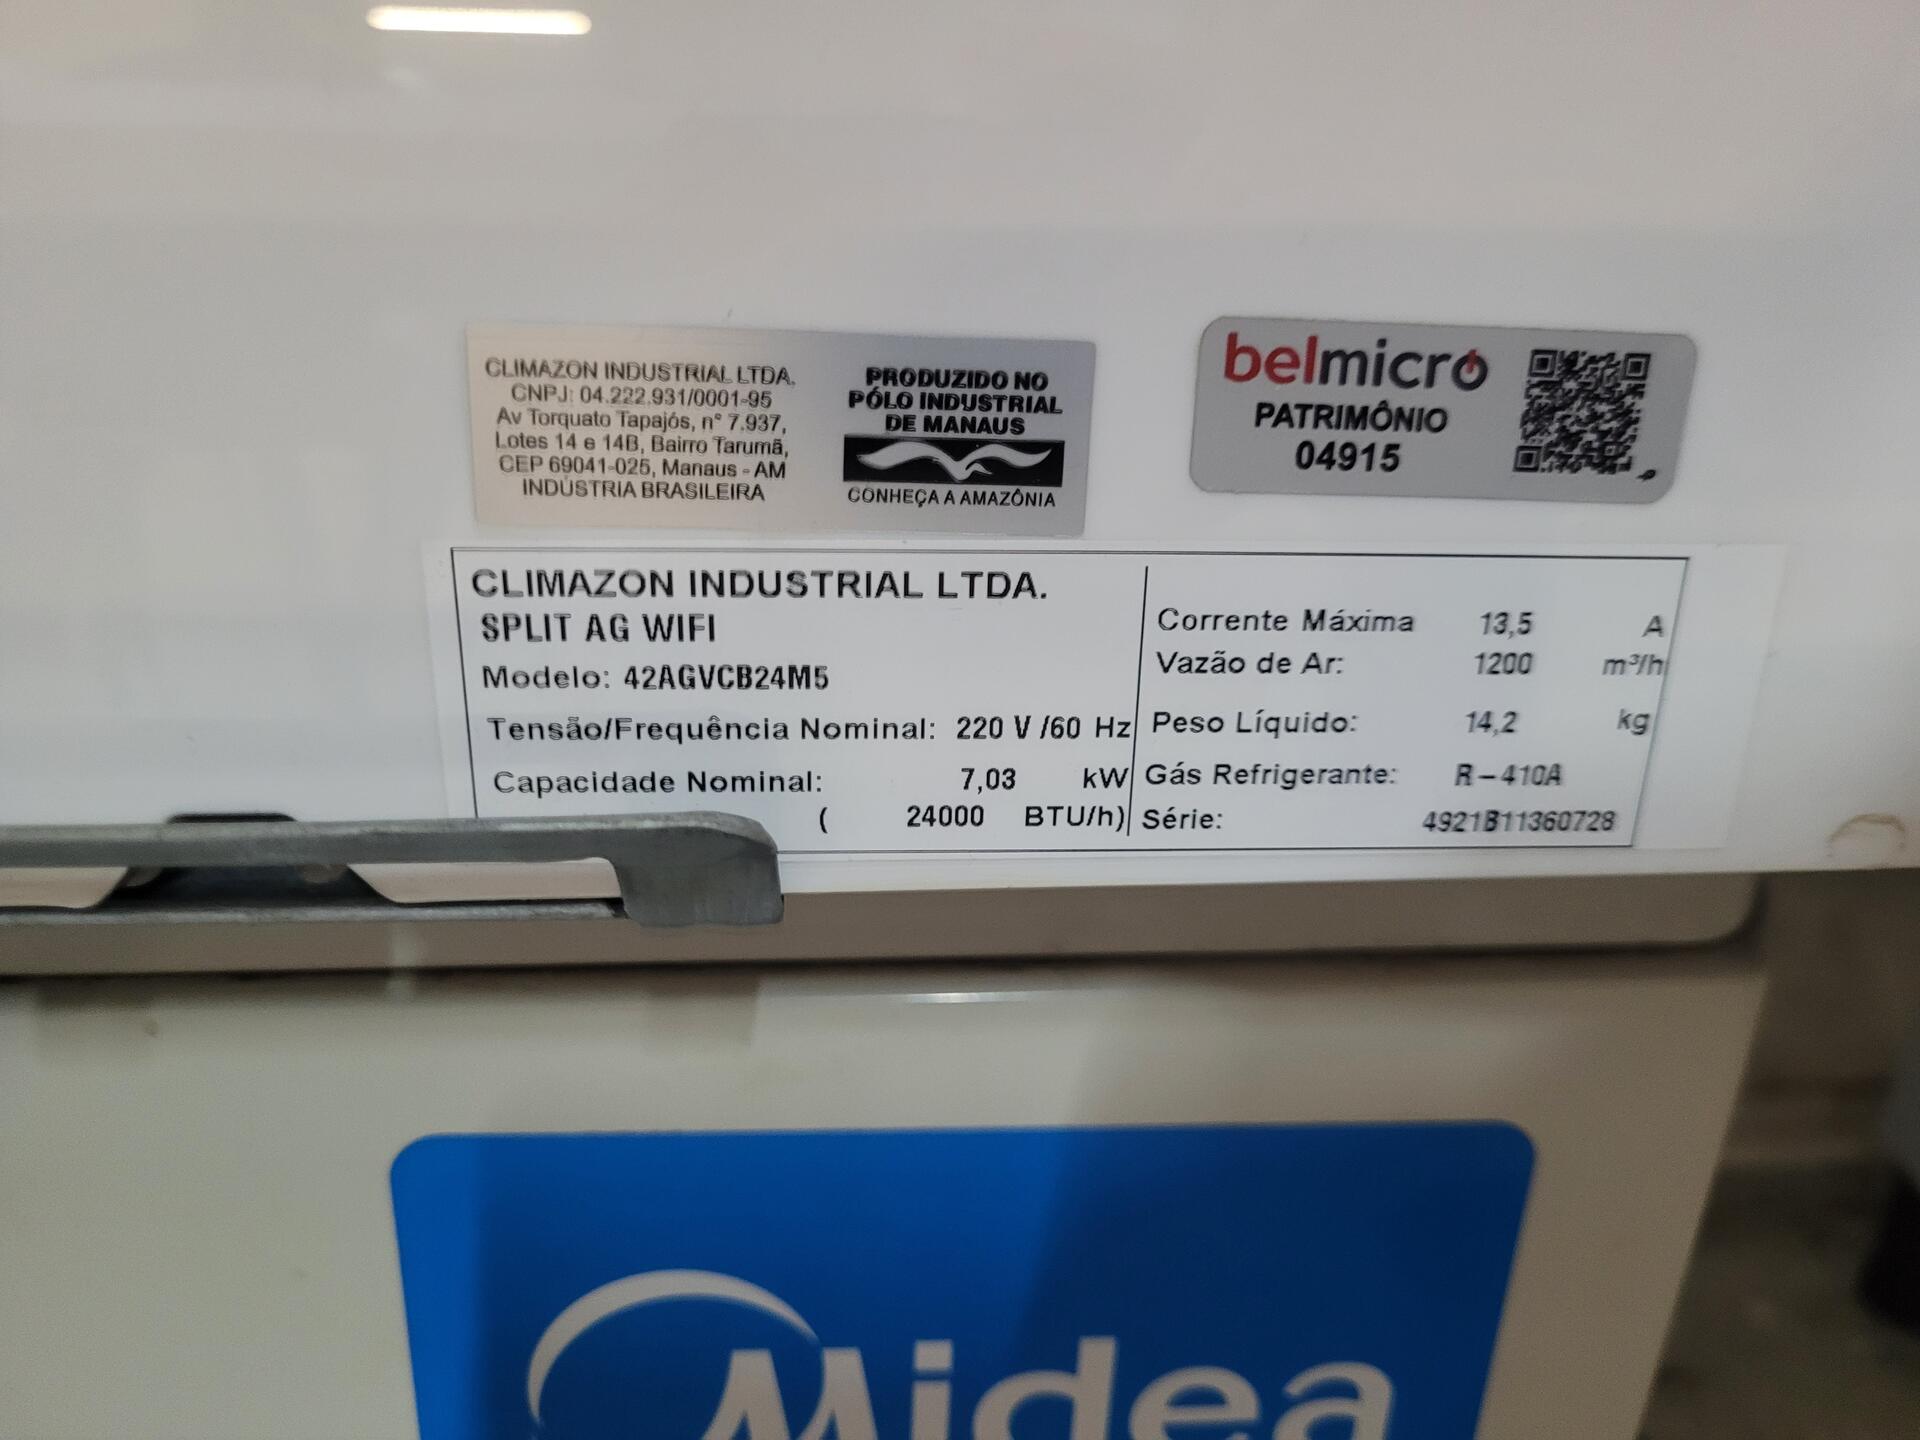 CLIMAZON INDUSTRIAL LTDA.
CNPJ: 04.222.931/0001-95
Av Torquato Tapajós, n° 7.937,
Lotes 14 e 14B, Bairro Tarumã,
CEP 69041-025, Manaus - AM
INDÚSTRIA BRASILEIRA
PRODUZIDO NO
PÓLO INDUSTRIAL
DE MANAUS
CONHEÇA A AMAZÔNIA
belmicro
PATRIMÔNIO
04915
CLIMAZON INDUSTRIAL LTDA.
SPLIT AG WIFI
Modelo: 42AGVCB24M5
Tensão/Frequência Nominal: 220 V /60 Hz
Capacidade Nominal: 7,03 kW
( 24000 BTU/h)
Corrente Máxima 13,5 A
Vazão de Ar: 1200 m³/h
Peso Líquido: 14,2 kg
Gás Refrigerante: R-410A
Série: 4921B11360728
Midea